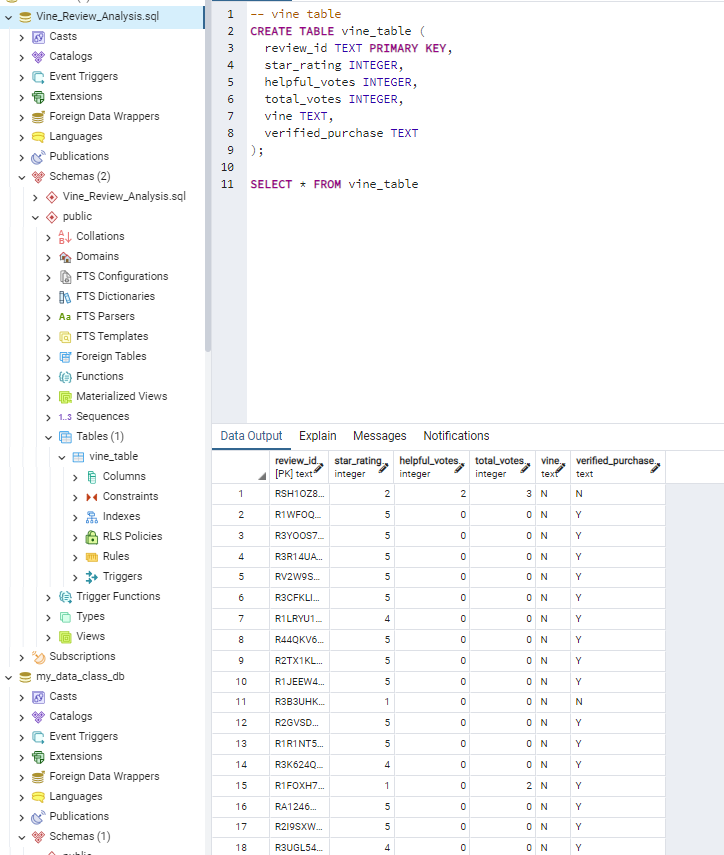 Vine_Review_Analysis.sql
Casts
Catalogs
Event Triggers
Extensions
Foreign Data Wrappers
Languages
Publications
Schemas (2)
Vine_Review_Analysis.sql
public
Collations
Domains
FTS Configurations
FTS Dictionaries
FTS Parsers
FTS Templates
Foreign Tables
Functions
Materialized Views
1..3 Sequences
Tables (1)
vine_table
Columns
Constraints
Indexes
RLS Policies
Rules
Triggers
Trigger Functions
Types
Views
Subscriptions
my_data_class_db
Casts
Catalogs
Event Triggers
Extensions
Foreign Data Wrappers
Languages
Publications
Schemas (1)
1 -- vine table
2 CREATE TABLE vine_table (
3 review_id TEXT PRIMARY KEY,
4 star_rating INTEGER,
5 helpful_votes INTEGER,
6 total_votes INTEGER,
7 vine TEXT,
8 verified_purchase TEXT
9 );
10
11 SELECT * FROM vine_table
Data Output Explain Messages Notifications
review_id star_rating helpful_votes total_votes vine verified_purchase
[PK] text integer integer integer text text
1 RSH1OZ8... 2 2 3 N N
2 R1WFOQ... 5 0 0 N Y
3 R3YOOS7... 5 0 0 N Y
4 R3R14UA... 5 0 0 N Y
5 RV2W9S... 5 0 0 N Y
6 R3CFKLI... 5 0 0 N Y
7 R1LRYU1... 4 0 0 N Y
8 R44QKV6... 5 0 0 N Y
9 R2TX1KL... 5 0 0 N Y
10 R1JEEW4... 5 0 0 N Y
11 R3B3UHK... 1 0 0 N N
12 R2GVSD... 5 0 0 N Y
13 R1R1NT5... 5 0 0 N Y
14 R3K624Q... 4 0 0 N Y
15 R1FOXH7... 1 0 2 N Y
16 RA1246... 5 0 0 N Y
17 R2I9SXW... 5 0 0 N Y
18 R3UGL54... 4 0 0 N Y